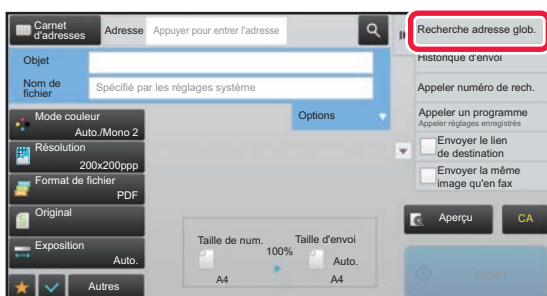 Carnet
d'adresses
Adresse
Appuyer pour entrer l'adresse
Objet
Nom de
fichier
Spécifié par les réglages système
Options
Mode couleur
Auto./Mono 2
Résolution
200x200ppp
Format de fichier
PDF
Original
Exposition
Auto.
Autres
Taille de num.
100%
Taille d'envoi
Auto.
A4
A4
Recherche adresse glob.
Historique d'envoi
Appeler numéro de rech.
Appeler un programme
Appeler réglages enregistrés
Envoyer le lien
de destination
Envoyer la même
image qu'en fax
Aperçu
CA
Départ